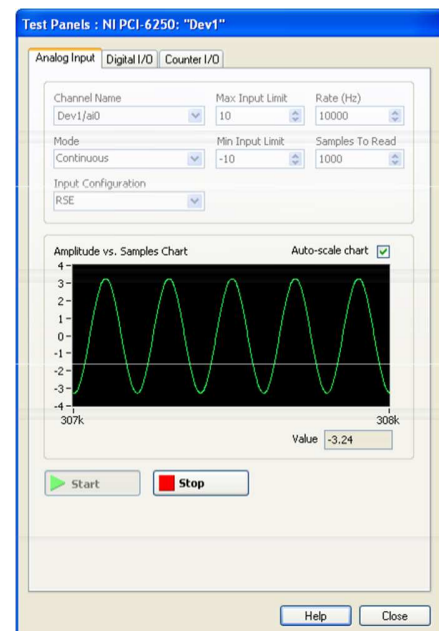 Test Panels : NI PCI-6250: "Dev1"
Analog Input Digital I/O Counter I/O
Channel Name Max Input Limit Rate (Hz)
Dev1/ai0 10 10000
Mode Min Input Limit Samples To Read
Continuous -10 1000
Input Configuration
RSE
Amplitude vs. Samples Chart Auto-scale chart
4
3
2
1
0
-1
-2
-3
-4
307k 308k
Value -3.24
Start Stop
Help Close